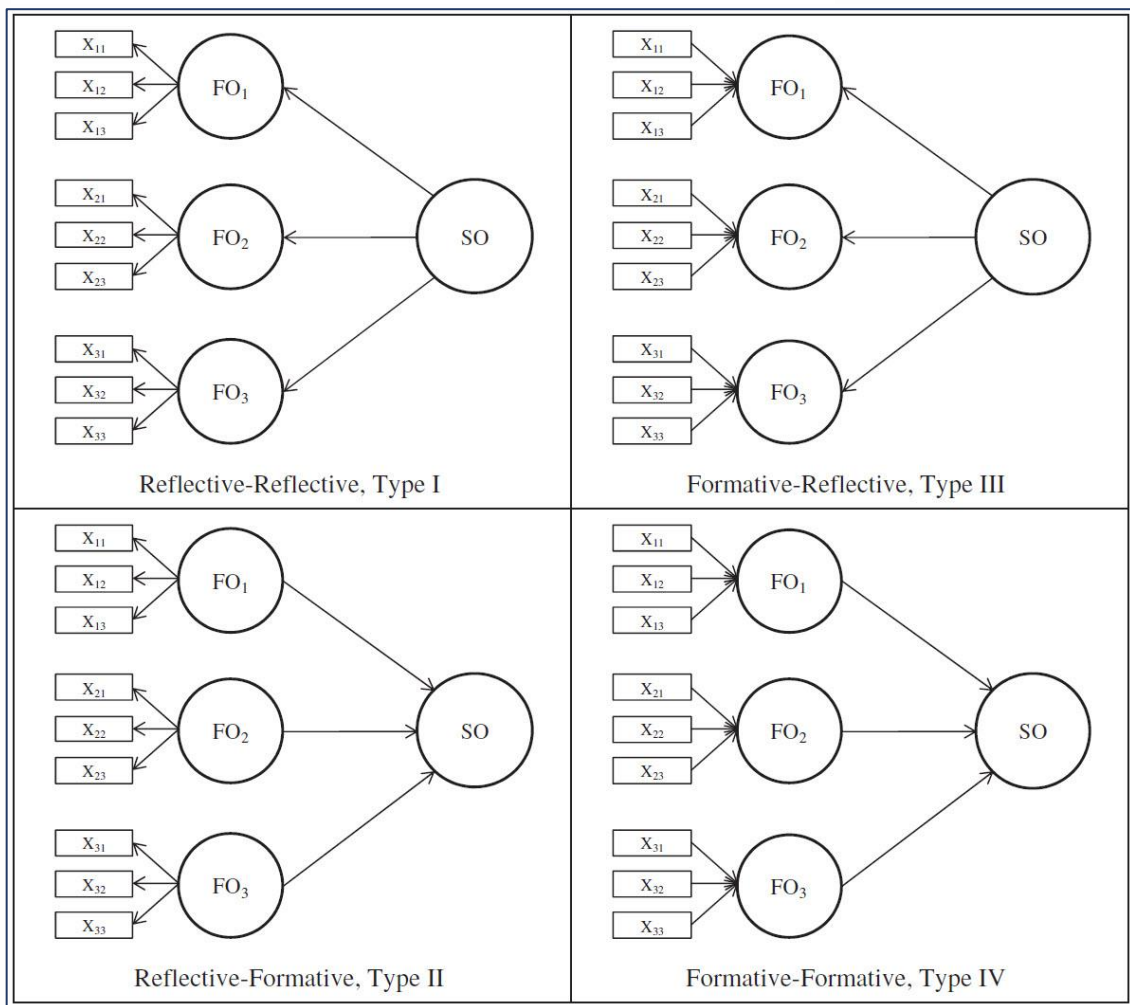 X₁₁
X₁₂
X₁₃
FO₁
X₂₁
X₂₂
X₂₃
FO₂
SO
X₃₁
X₃₂
X₃₃
FO₃
Reflective-Reflective, Type I
X₁₁
X₁₂
X₁₃
FO₁
X₂₁
X₂₂
X₂₃
FO₂
SO
X₃₁
X₃₂
X₃₃
FO₃
Formative-Reflective, Type III
X₁₁
X₁₂
X₁₃
FO₁
X₂₁
X₂₂
X₂₃
FO₂
SO
X₃₁
X₃₂
X₃₃
FO₃
Reflective-Formative, Type II
X₁₁
X₁₂
X₁₃
FO₁
X₂₁
X₂₂
X₂₃
FO₂
SO
X₃₁
X₃₂
X₃₃
FO₃
Formative-Formative, Type IV